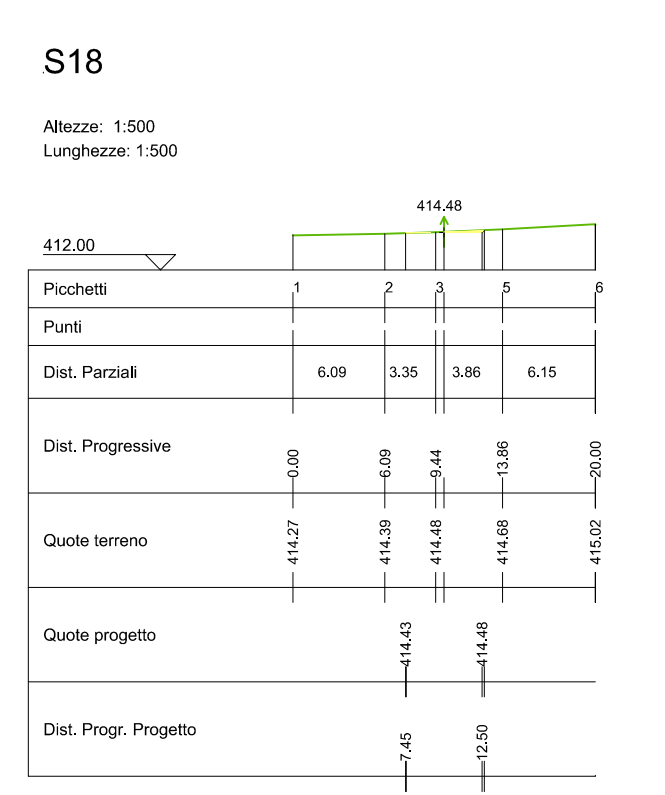 S18
Altezze: 1:500
Lunghezze: 1:500
414.48
412.00
Picchetti 1 2 3 5 6
Punti
Dist. Parziali 6.09 3.35 3.86 6.15
Dist. Progressive 0.00 6.09 9.44 13.86 20.00
Quote terreno 414.27 414.39 414.48 414.68 415.02
Quote progetto 414.43 414.48
Dist. Progr. Progetto 7.45 12.50